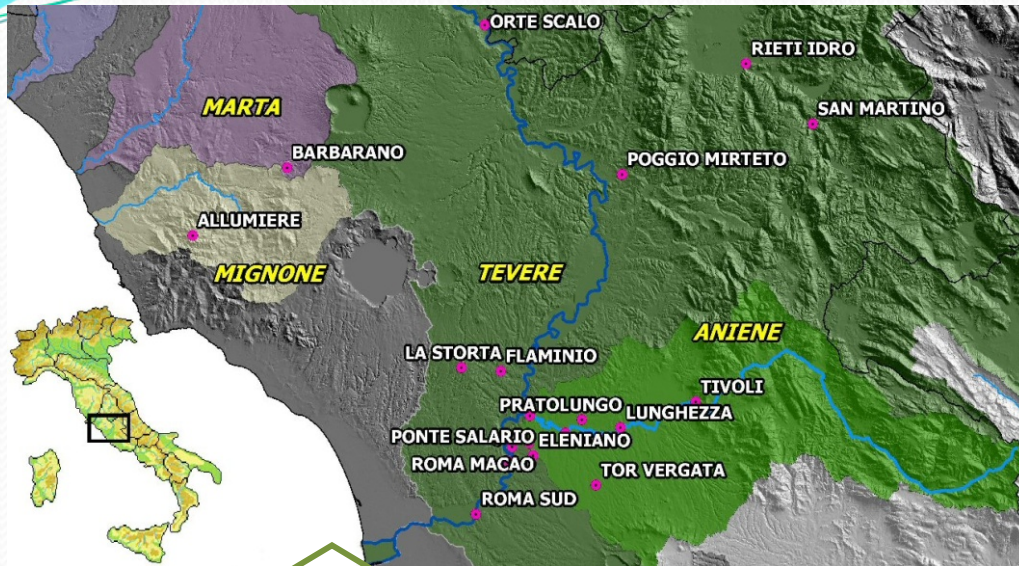 ORTE SCALO
RIETI IDRO
MARTA
SAN MARTINO
BARBARANO
POGGIO MIRTETO
ALLUMIERE
MIGNONE
TEVERE
ANIENE
LA STORTA
FLAMINIO
TIVOLI
PRATOLUNGO
LUNGHEZZA
PONTE SALARIO
ELENIANO
ROMA MACAO
TOR VERGATA
ROMA SUD